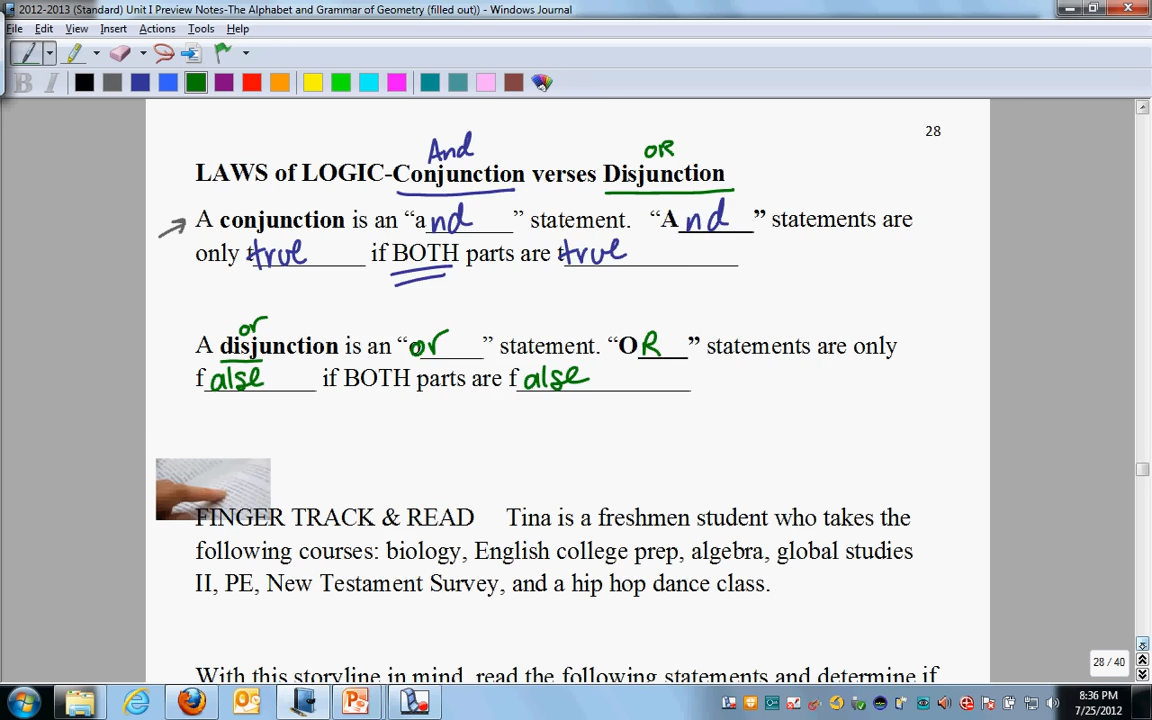 2012-2013 (Standard) Unit I Preview Notes-The Alphabet and Grammar of Geometry (filled out)) - Windows Journal
File Edit View Insert Actions Tools Help
B I
28
And OR
LAWS of LOGIC-Conjunction verses Disjunction
A conjunction is an “and” statement. “And” statements are
only true if BOTH parts are true
or
A disjunction is an “or” statement. “OR” statements are only
false if BOTH parts are false
FINGER TRACK & READ Tina is a freshmen student who takes the
following courses: biology, English college prep, algebra, global studies
II, PE, New Testament Survey, and a hip hop dance class.
With this storyline in mind, read the following statements and determine if
28 / 40
8:36 PM
7/25/2012